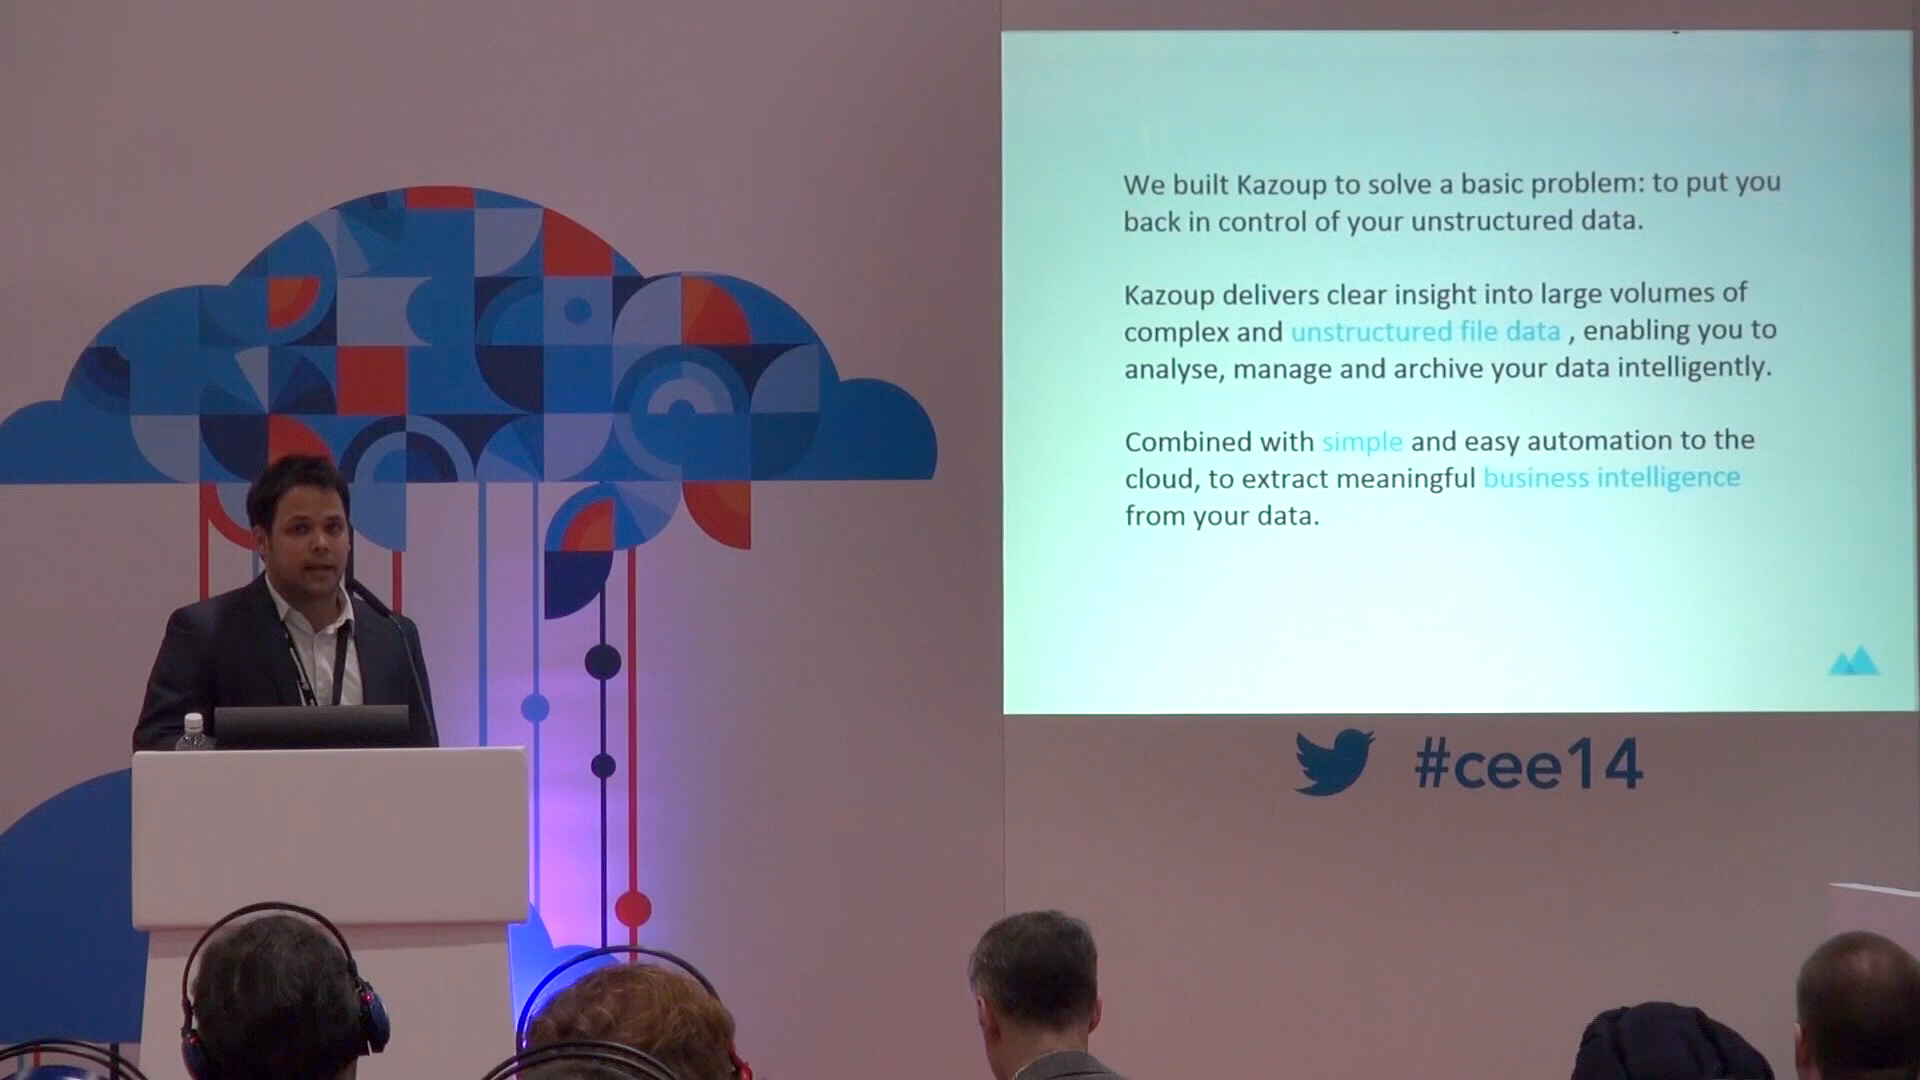 We built Kazoup to solve a basic problem: to put you
back in control of your unstructured data.
Kazoup delivers clear insight into large volumes of
complex and unstructured file data , enabling you to
analyse, manage and archive your data intelligently.
Combined with simple and easy automation to the
cloud, to extract meaningful business intelligence
from your data.
#cee14